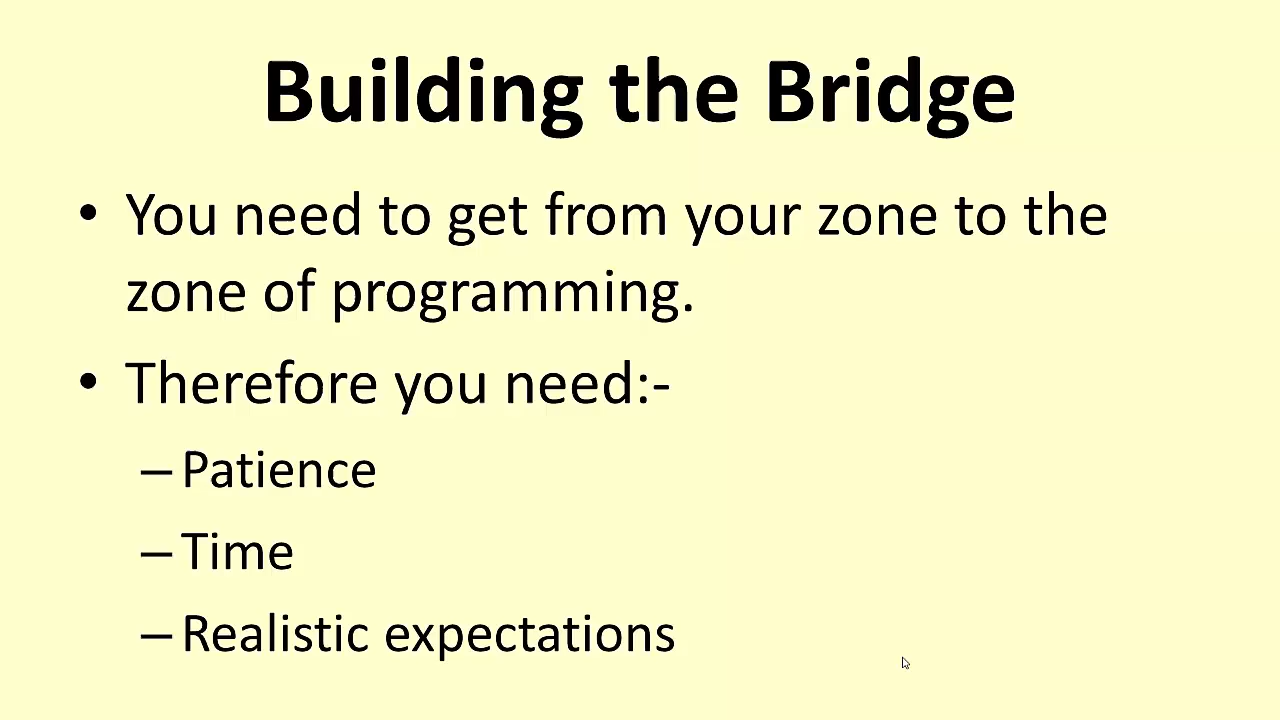 Building the Bridge
• You need to get from your zone to the
zone of programming.
• Therefore you need:-
– Patience
– Time
– Realistic expectations